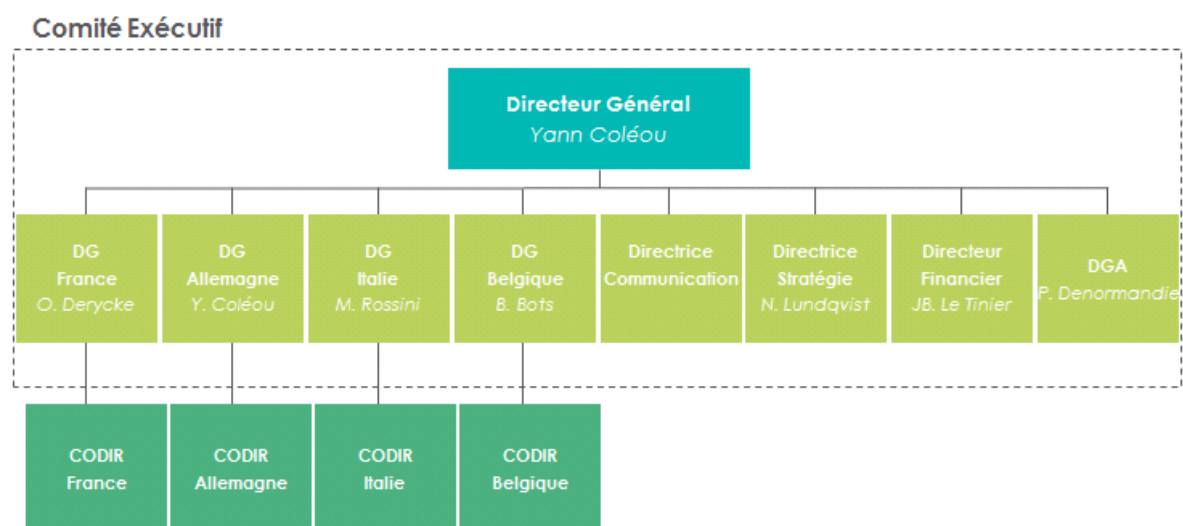 Comité Exécutif
Directeur Général
Yann Coléou
DG
France
O. Derycke
DG
Allemagne
Y. Coléou
DG
Italie
M. Rossini
DG
Belgique
B. Bots
Directrice
Communication
Directrice
Stratégie
N. Lundqvist
Directeur
Financier
JB. Le Tinier
DGA
P. Denormandie
CODIR
France
CODIR
Allemagne
CODIR
Italie
CODIR
Belgique